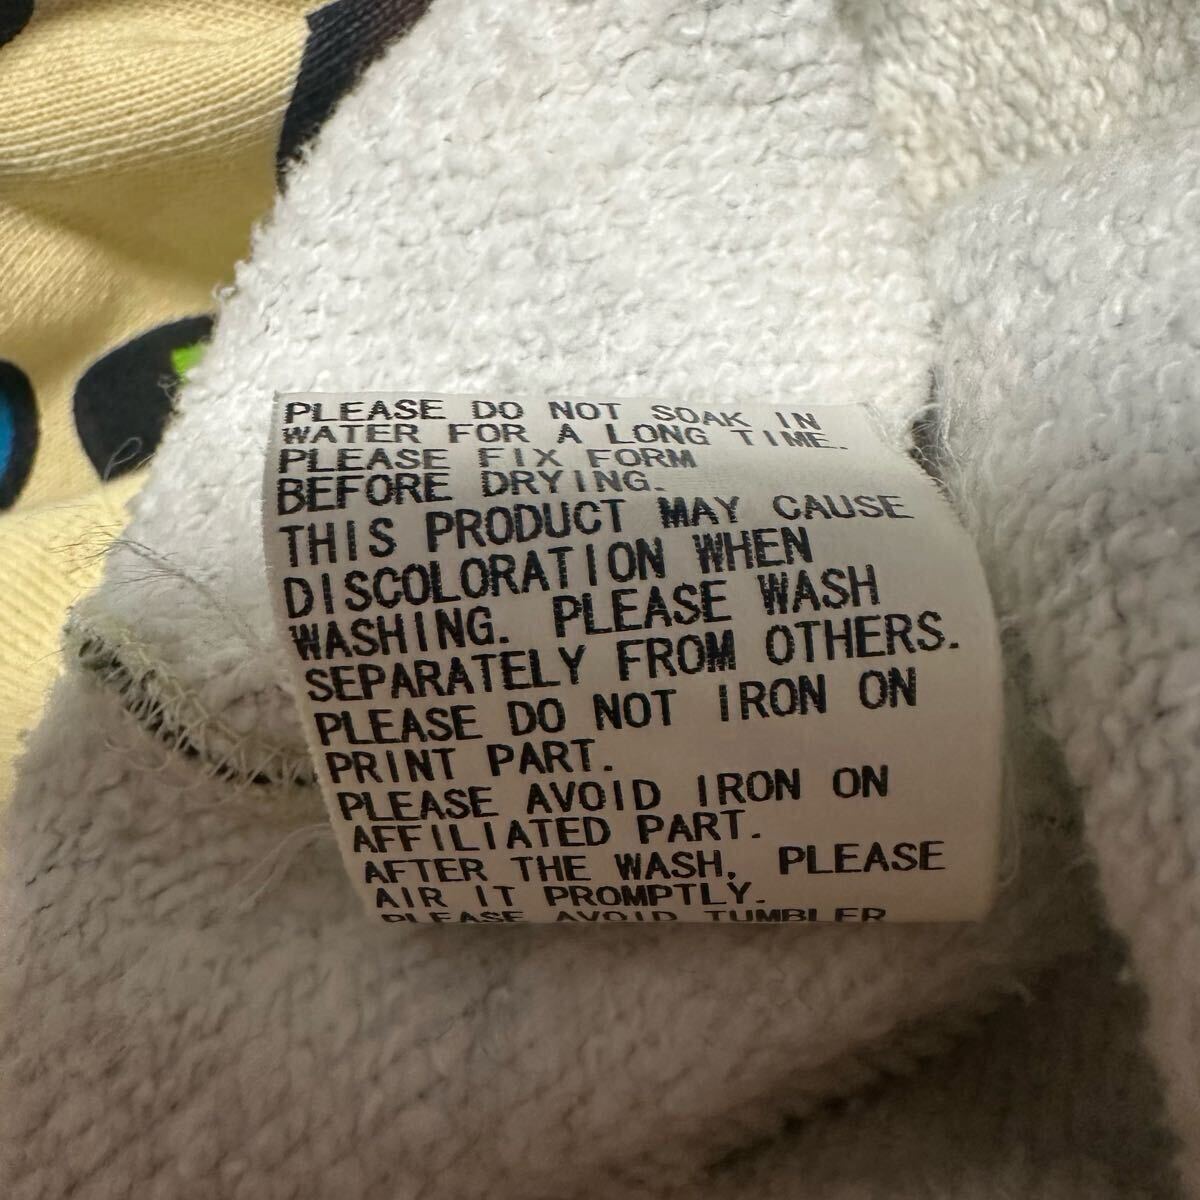 PLEASE DO NOT SOAK IN
WATER FOR A LONG TIME.
PLEASE FIX FORM
BEFORE DRYING.
THIS PRODUCT MAY CAUSE
DISCOLORATION WHEN
WASHING. PLEASE WASH
SEPARATELY FROM OTHERS.
PLEASE DO NOT IRON ON
PRINT PART.
PLEASE AVOID IRON ON
AFFILIATED PART.
AFTER THE WASH, PLEASE
AIR IT PROMPTLY.
PLEASE AVOID TUMBLER